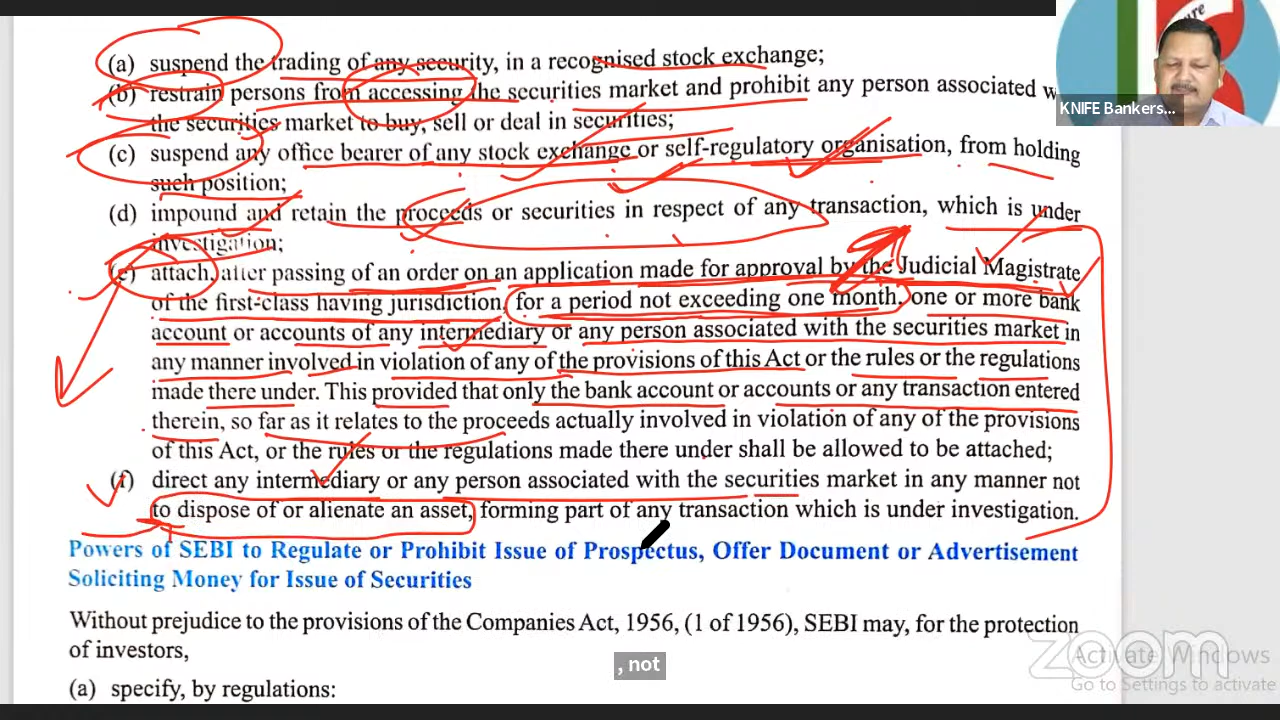 (a) suspend the trading of any security, in a recognised stock exchange;
(b) restrain persons from accessing the securities market and prohibit any person associated w
the securities market to buy, sell or deal in securities;
(c) suspend any office bearer of any stock exchange or self-regulatory organisation, from holding
such position;
(d) impound and retain the proceeds or securities in respect of any transaction, which is under
investigation;
(e) attach, after passing of an order on an application made for approval by the Judicial Magistrate
of the first-class having jurisdiction, for a period not exceeding one month, one or more bank
account or accounts of any intermediary or any person associated with the securities market in
any manner involved in violation of any of the provisions of this Act or the rules or the regulations
made there under. This provided that only the bank account or accounts or any transaction entered
therein, so far as it relates to the proceeds actually involved in violation of any of the provisions
of this Act, or the rules or the regulations made there under shall be allowed to be attached;
(f) direct any intermediary or any person associated with the securities market in any manner not
to dispose of or alienate an asset, forming part of any transaction which is under investigation.
Powers of SEBI to Regulate or Prohibit Issue of Prospectus, Offer Document or Advertisement
Soliciting Money for Issue of Securities
Without prejudice to the provisions of the Companies Act, 1956, (1 of 1956), SEBI may, for the protection
of investors,
(a) specify, by regulations:
KNIFE Bankers...
, not
zoom
Activate Windows
Go to Settings to activate